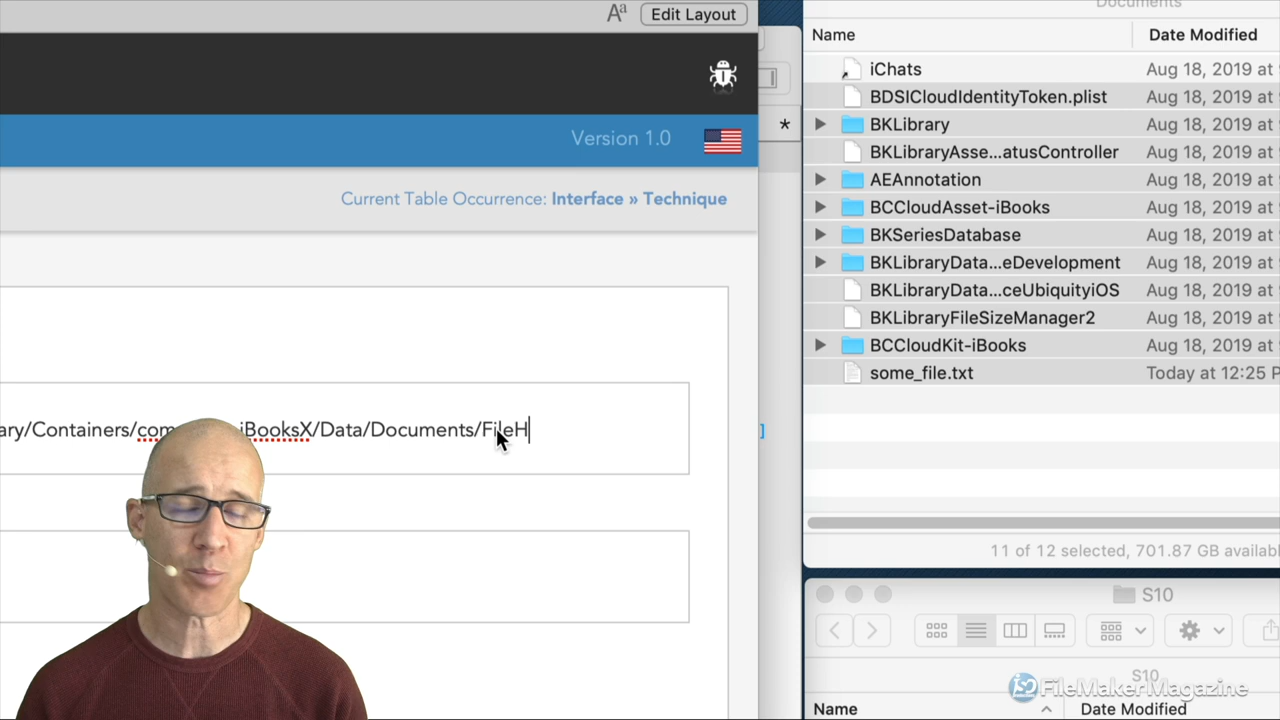 Aa Edit Layout
Version 1.0
Current Table Occurrence: Interface » Technique
ary/Containers/com iBooksX/Data/Documents/FileH
Documents
Name Date Modified
iChats Aug 18, 2019 at
BDSICloudIdentityToken.plist Aug 18, 2019 at
BKLibrary Aug 18, 2019 at
BKLibraryAsse...atusController Aug 18, 2019 at
AEAnnotation Aug 18, 2019 at
BCCloudAsset-iBooks Aug 18, 2019 at
BKSeriesDatabase Aug 18, 2019 at
BKLibraryData...eDevelopment Aug 18, 2019 at
BKLibraryData...ceUbiquityiOS Aug 18, 2019 at
BKLibraryFileSizeManager2 Aug 18, 2019 at
BCCloudKit-iBooks Aug 18, 2019 at
some_file.txt Today at 12:25 P
11 of 12 selected, 701.87 GB availab
S10
S10
FileMakerMagazine
Name Date Modified